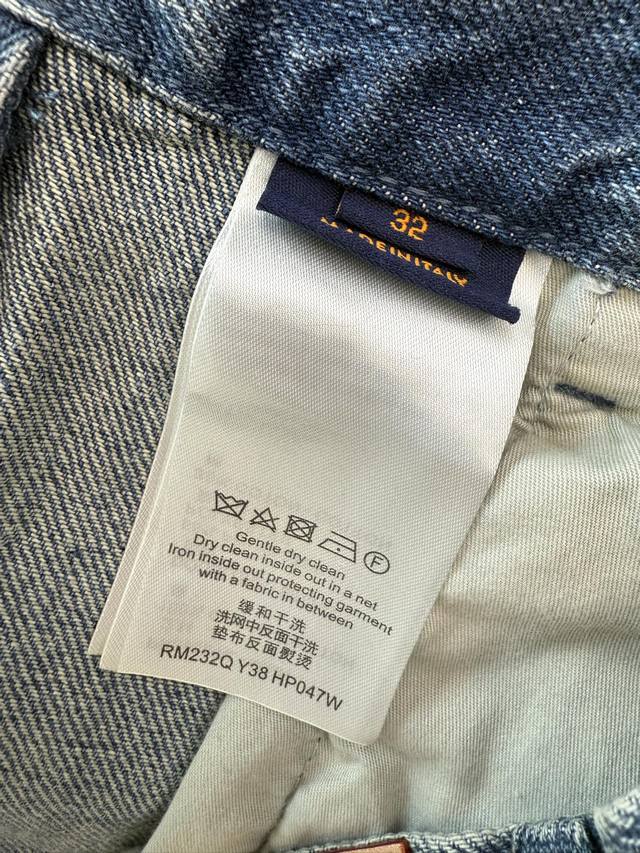 32
MADE IN ITALY
F
Gentle dry clean
Dry clean inside out in a net
Iron inside out protecting garment
with a fabric in between
缓和干洗
洗网中反面干洗
垫布反面熨烫
RM232Q Y38 HP047W